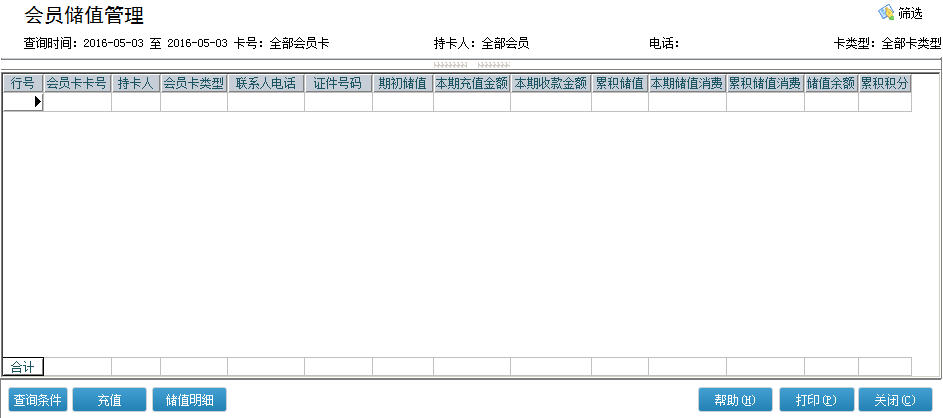 会员储值管理 筛选
查询时间：2016-05-03 至 2016-05-03 卡号：全部会员卡 持卡人：全部会员 电话： 卡类型：全部卡类型
行号 会员卡卡号 持卡人 会员卡类型 联系人电话 证件号码 期初储值 本期充值金额 本期收款金额 累积储值 本期储值消费 累积储值消费 储值余额 累积积分
合计
查询条件 充值 储值明细 帮助(H) 打印(P) 关闭(C)